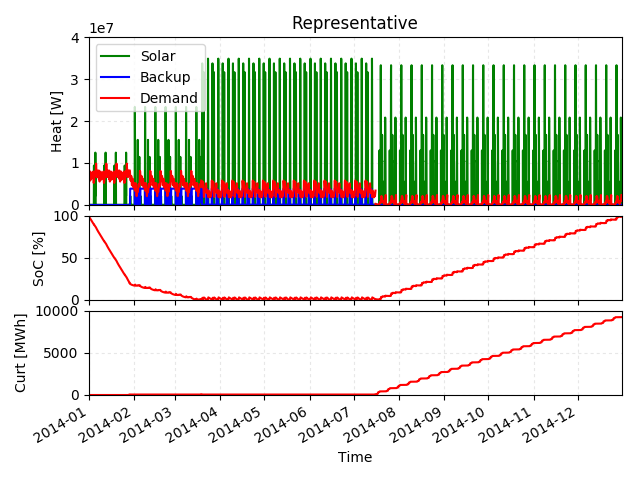 Representative
1e7
4
3
2
1
0
Heat [W]
Solar
Backup
Demand
100
50
0
SoC [%]
10000
5000
0
Curt [MWh]
2014-01
2014-02
2014-03
2014-04
2014-05
2014-06
2014-07
2014-08
2014-09
2014-10
2014-11
2014-12
Time